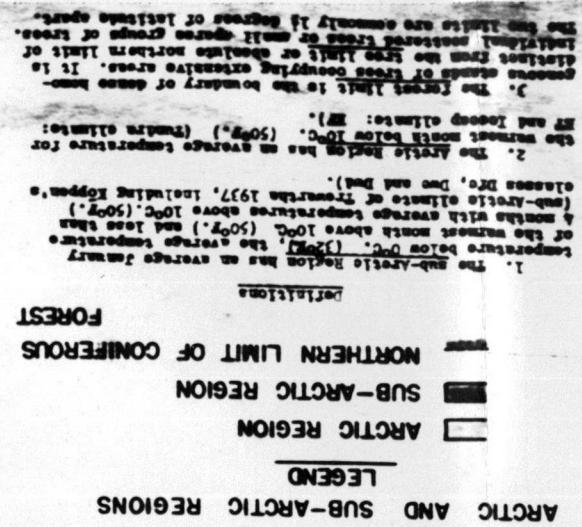 ARCTIC AND SUB-ARCTIC REGIONS
LEGEND
ARCTIC REGION
SUB-ARCTIC REGION
NORTHERN LIMIT OF CONIFEROUS
FOREST
Definitions
1. The Sub-Arctic Region has an average January
temperature below 0°C. (32°F), the average temperature
of the warmest month above 10°C (50°F.) and less than
4 months with average temperatures above 10°C.(50°F.)
(sub-Arctic climate of Trewartha 1937, including Köppen's
classes Dfc, Dwc and Dwd).
2. The Arctic Region has an average temperature for
the warmest month below 10°C. (50°F.) (Tundra climate:
ET and Icecap climate: EF).
3. The forest limit is the boundary of dense homo-
geneous stands of trees occupying extensive areas. It is
distinct from the tree limit or absolute northern limit of
individual scattered trees or small sparse groups of trees.
The two limits are commonly 1½ degrees of latitude apart.